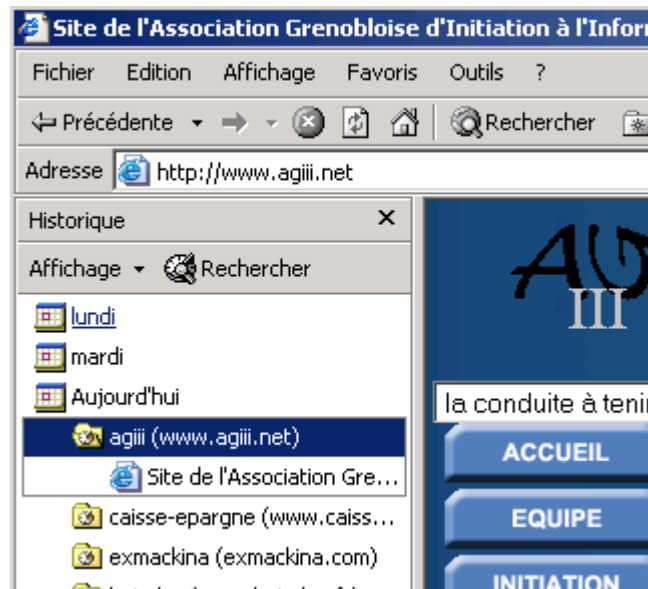 Site de l'Association Grenobloise d'Initiation à l'Infor
Fichier Edition Affichage Favoris Outils ?
Précédente Rechercher
Adresse http://www.agiii.net
Historique x
Affichage Rechercher
lundi
mardi
Aujourd'hui
agiii (www.agiii.net)
Site de l'Association Gre...
caisse-epargne (www.caiss...
exmackina (exmackina.com)
AG
III
la conduite à teni
ACCUEIL
EQUIPE
INITIATION